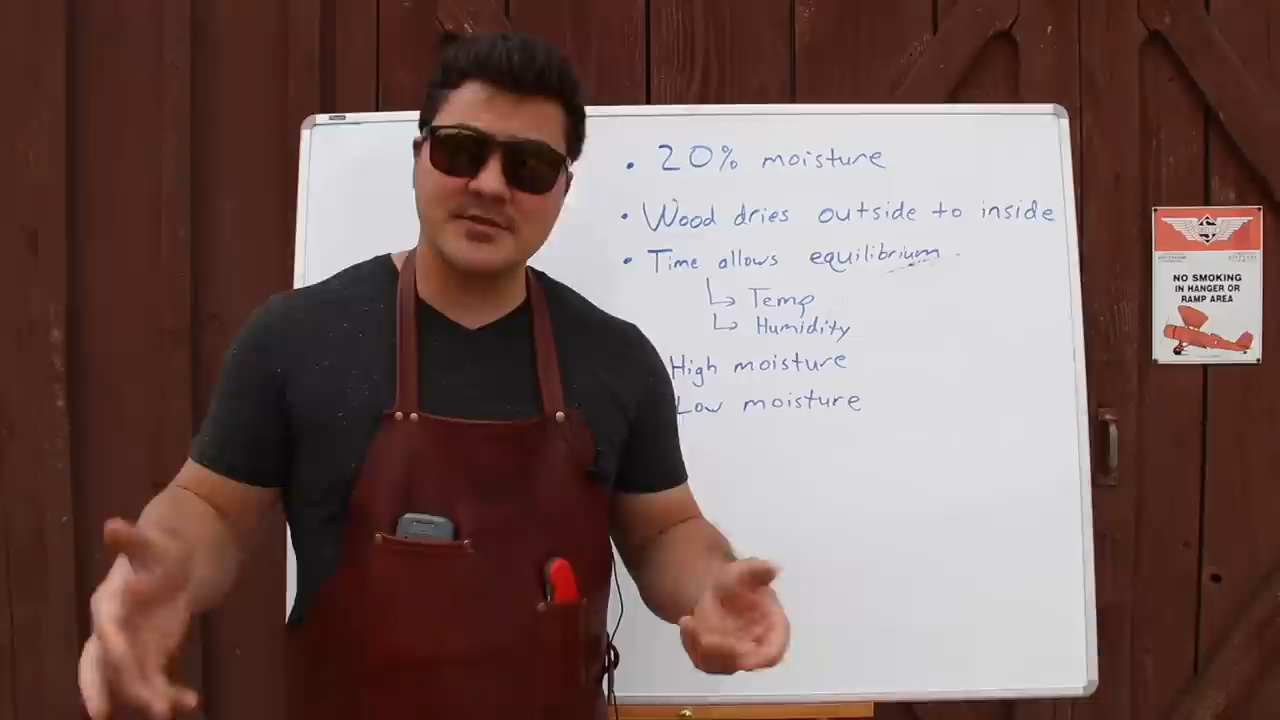 • 20% moisture
• Wood dries outside to inside
• Time allows equilibrium
↳ Temp
↳ Humidity
High moisture
Low moisture
NO SMOKING
IN HANGER OR
RAMP AREA